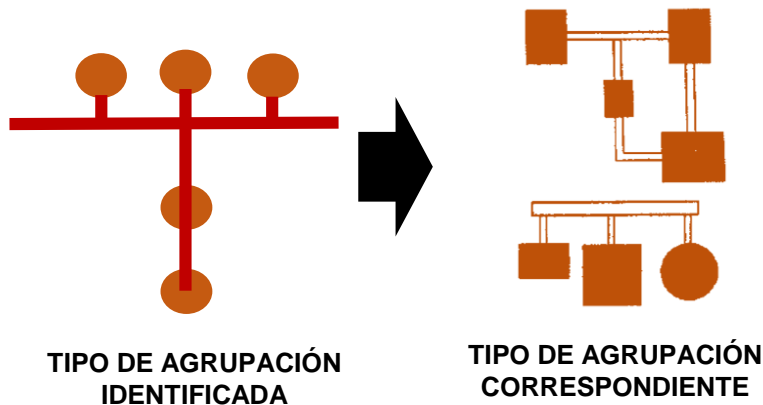 TIPO DE AGRUPACIÓN
IDENTIFICADA
TIPO DE AGRUPACIÓN
CORRESPONDIENTE